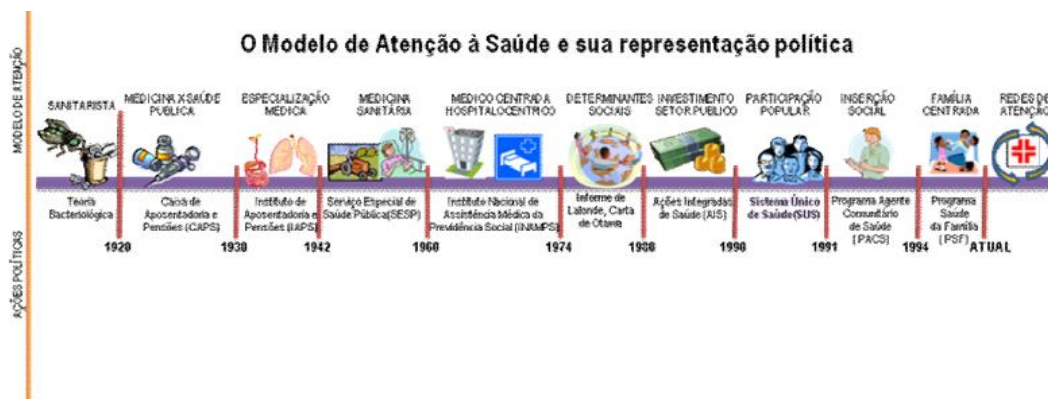 O Modelo de Atenção à Saúde e sua representação política
MODELO DE ATENÇÃO
SANITARISTA
MEDICINA X SAÚDE
PUBLICA
ESPECIALIZAÇÃO
MÉDICA
MEDICINA
SANITÁRIA
MÉDICO CENTRADA
HOSPITALOCENTRICO
DETERMINANTES
SOCIAIS
INVESTIMENTO
SETOR PUBLICO
PARTICIPAÇÃO
POPULAR
INSERÇÃO
SOCIAL
FAMÍLIA
CENTRADA
REDES DE
ATENÇÃO
AÇÕES POLÍTICAS
Teoria
Bacteriológica
Caixa de
Aposentadoria e
Pensões (CAPS)
Instituto de
Aposentadoria e
Pensões (IAPS)
Serviço Especial de
Saúde Pública(SESP)
Instituto Nacional de
Assistência Médica da
Previdência Social (INAMPS)
Informe de
Lalonde, Carta
de Otawa
Ações Integradas
de Saúde (AIS)
Sistema Único
de Saúde(SUS)
Programa Agente
Comunitário
de Saúde
(PACS)
Programa
Saúde
da Família
(PSF)
1920
1930
1942
1960
1974
1988
1990
1991
1994
ATUAL